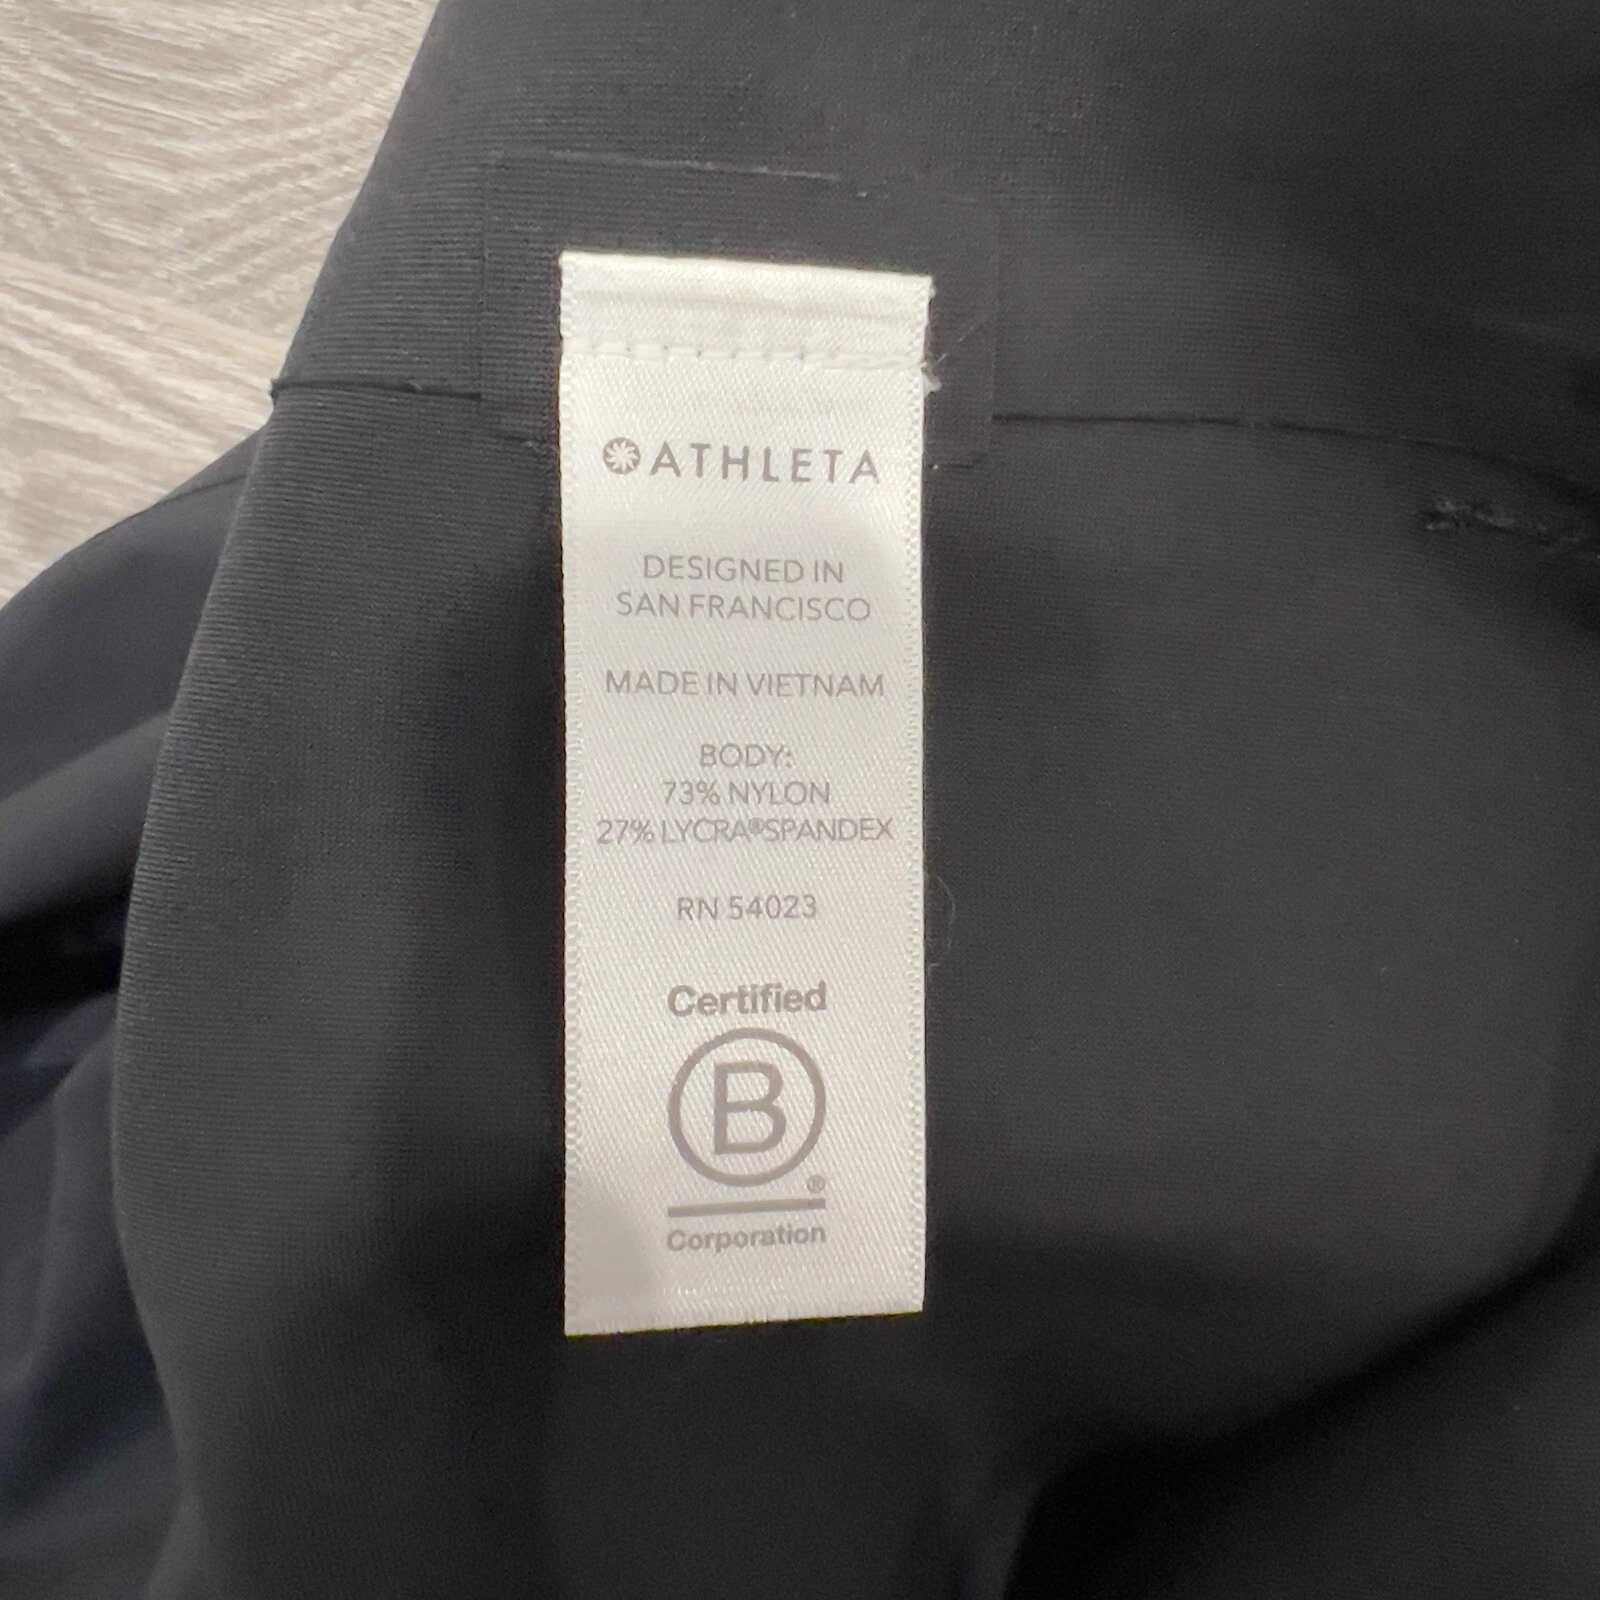 ATHLETA
DESIGNED IN
SAN FRANCISCO
MADE IN VIETNAM
BODY:
73% NYLON
27% LYCRA®SPANDEX
RN 54023
Certified
B
®
Corporation